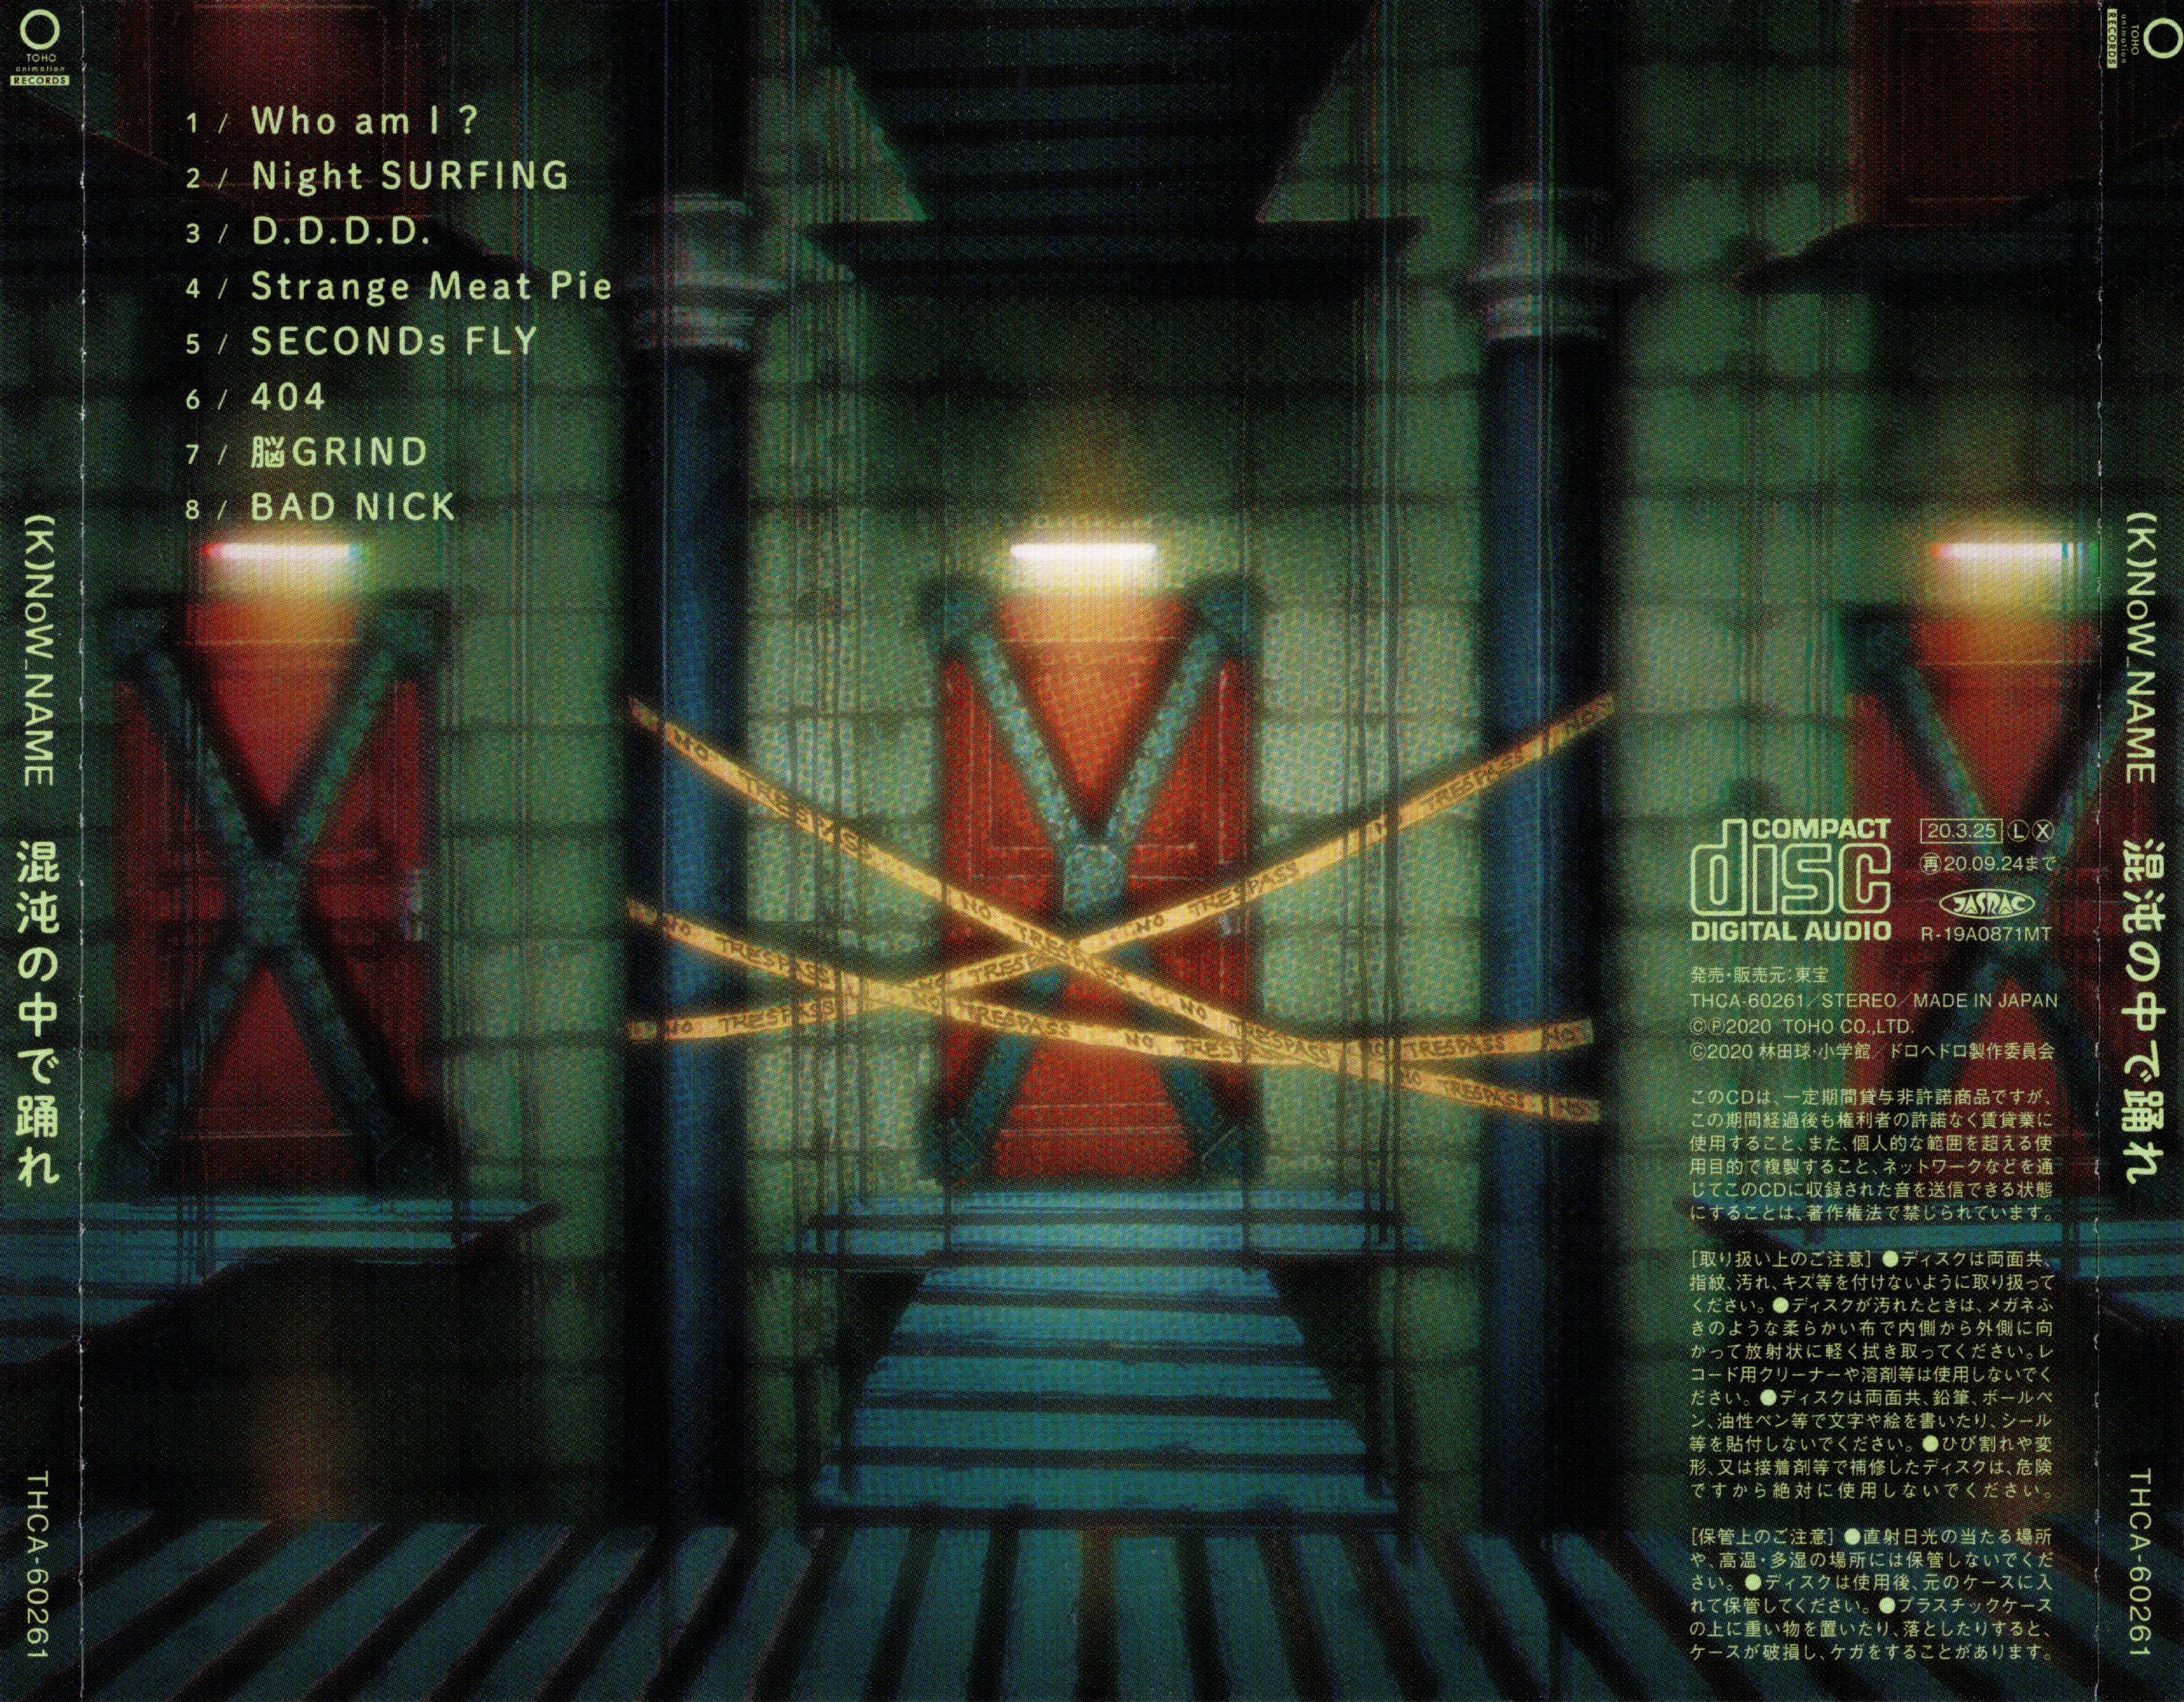 TOHO
animation
RECORDS
(K)NoW_NAME 混沌の中で踊れ THCA-60261
1 / Who am I ?
2 / Night SURFING
3 / D.D.D.D.
4 / Strange Meat Pie
5 / SECONDs FLY
6 / 404
7 / 脳GRIND
8 / BAD NICK
NO TRESPASS NO TRESPASS NO TRESPASS NO TRESPASS NO
NO TRESPASS NO TRESPASS NO TRESPASS NO TRESPASS NO
NO TRESPASS NO TRESPASS NO TRESPASS N TRESPASS NO
COMPACT
disc
DIGITAL AUDIO
20.3.25 Ⓛ Ⓧ
㊢20.09.24まで
JASRAC
R-19A0871MT
発売・販売元：東宝
THCA-60261／STEREO／MADE IN JAPAN
ⒸⓅ2020 TOHO CO.,LTD.
Ⓒ2020 林田球・小学館／ドロヘドロ製作委員会
このCDは、一定期間貸与非許諾商品ですが、
この期間経過後も権利者の許諾なく賃貸業に
使用すること、また、個人的な範囲を超える使
用目的で複製すること、ネットワークなどを通
じてこのCDに収録された音を送信できる状態
にすることは、著作権法で禁じられています。
［取り扱い上のご注意］ ●ディスクは両面共、
指紋、汚れ、キズ等を付けないように取り扱って
ください。●ディスクが汚れたときは、メガネふ
きのような柔らかい布で内側から外側に向
かって放射状に軽く拭き取ってください。レ
コード用クリーナーや溶剤等は使用しないでく
ださい。●ディスクは両面共、鉛筆、ボールペ
ン、油性ペン等で文字や絵を書いたり、シール
等を貼付しないでください。●ひび割れや変
形、又は接着剤等で補修したディスクは、危険
ですから絶対に使用しないでください。
［保管上のご注意］ ●直射日光の当たる場所
や、高温・多湿の場所には保管しないでくだ
さい。●ディスクは使用後、元のケースに入
れて保管してください。●プラスチックケース
の上に重い物を置いたり、落としたりすると、
ケースが破損し、ケガをすることがあります。
TOHO
animation
RECORDS
(K)NoW_NAME 混沌の中で踊れ THCA-60261